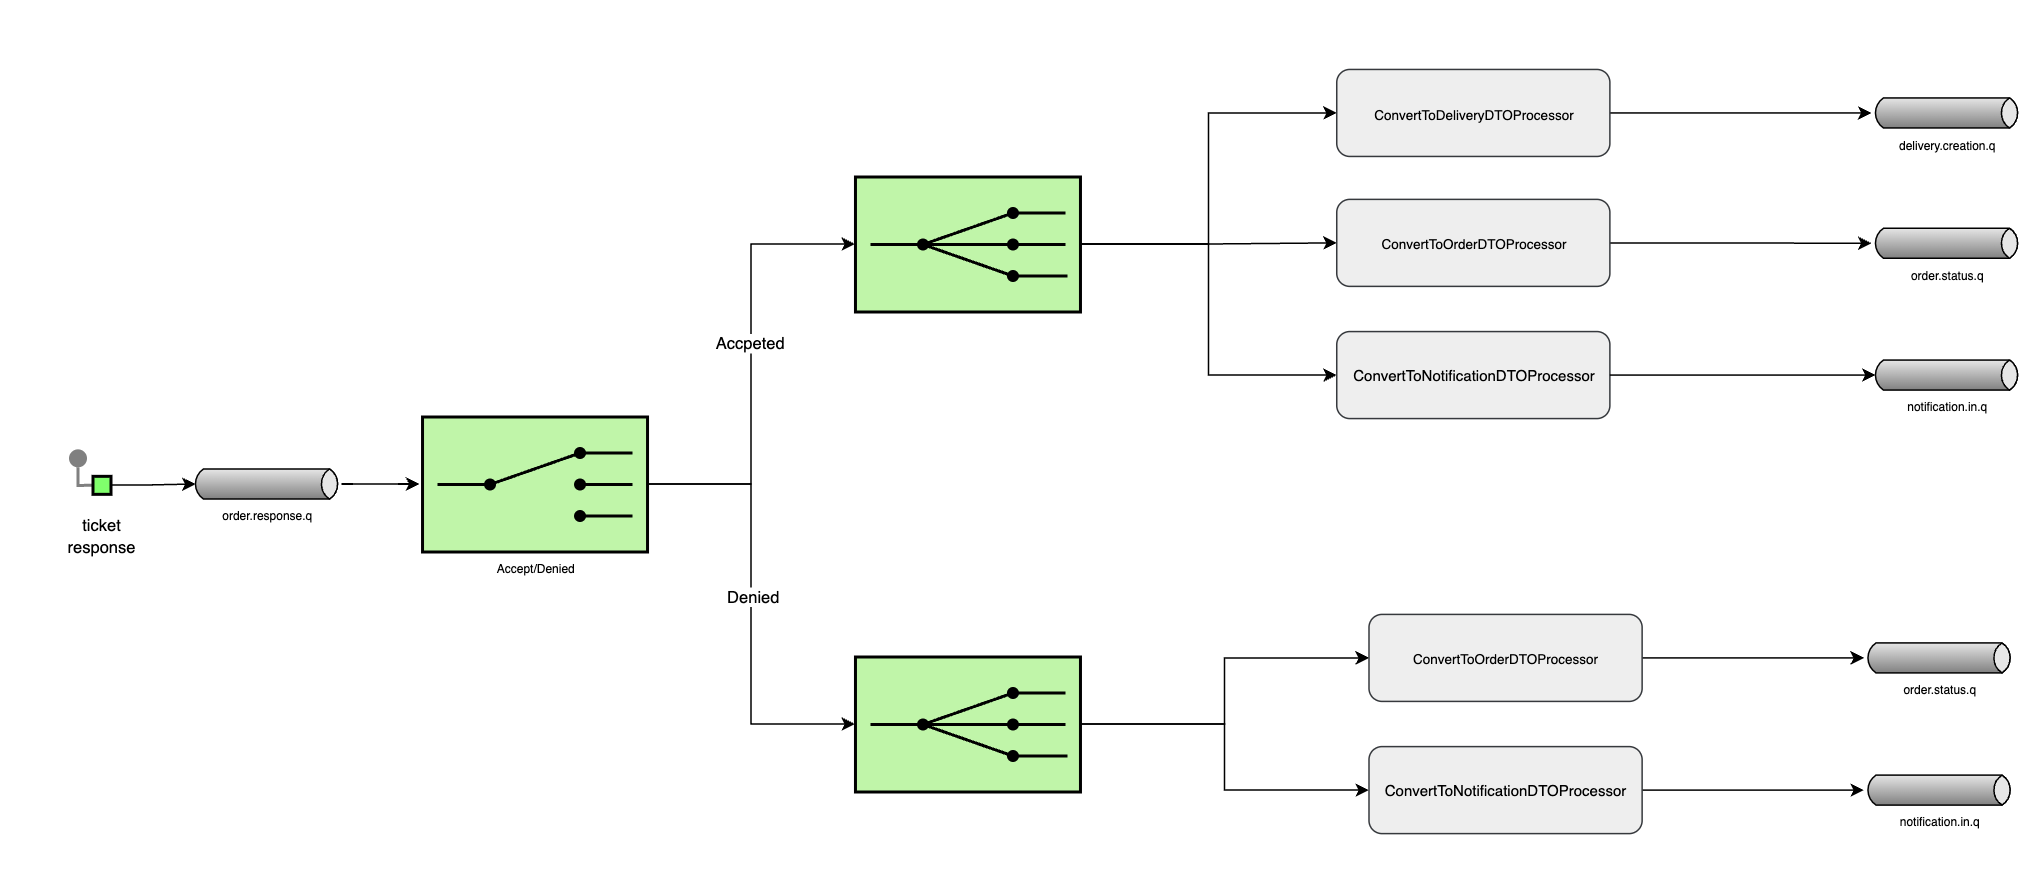 ticket
response
order.response.q
Accept/Denied
Accpeted
Denied
ConvertToDeliveryDTOProcessor
delivery.creation.q
ConvertToOrderDTOProcessor
order.status.q
ConvertToNotificationDTOProcessor
notification.in.q
ConvertToOrderDTOProcessor
order.status.q
ConvertToNotificationDTOProcessor
notification.in.q